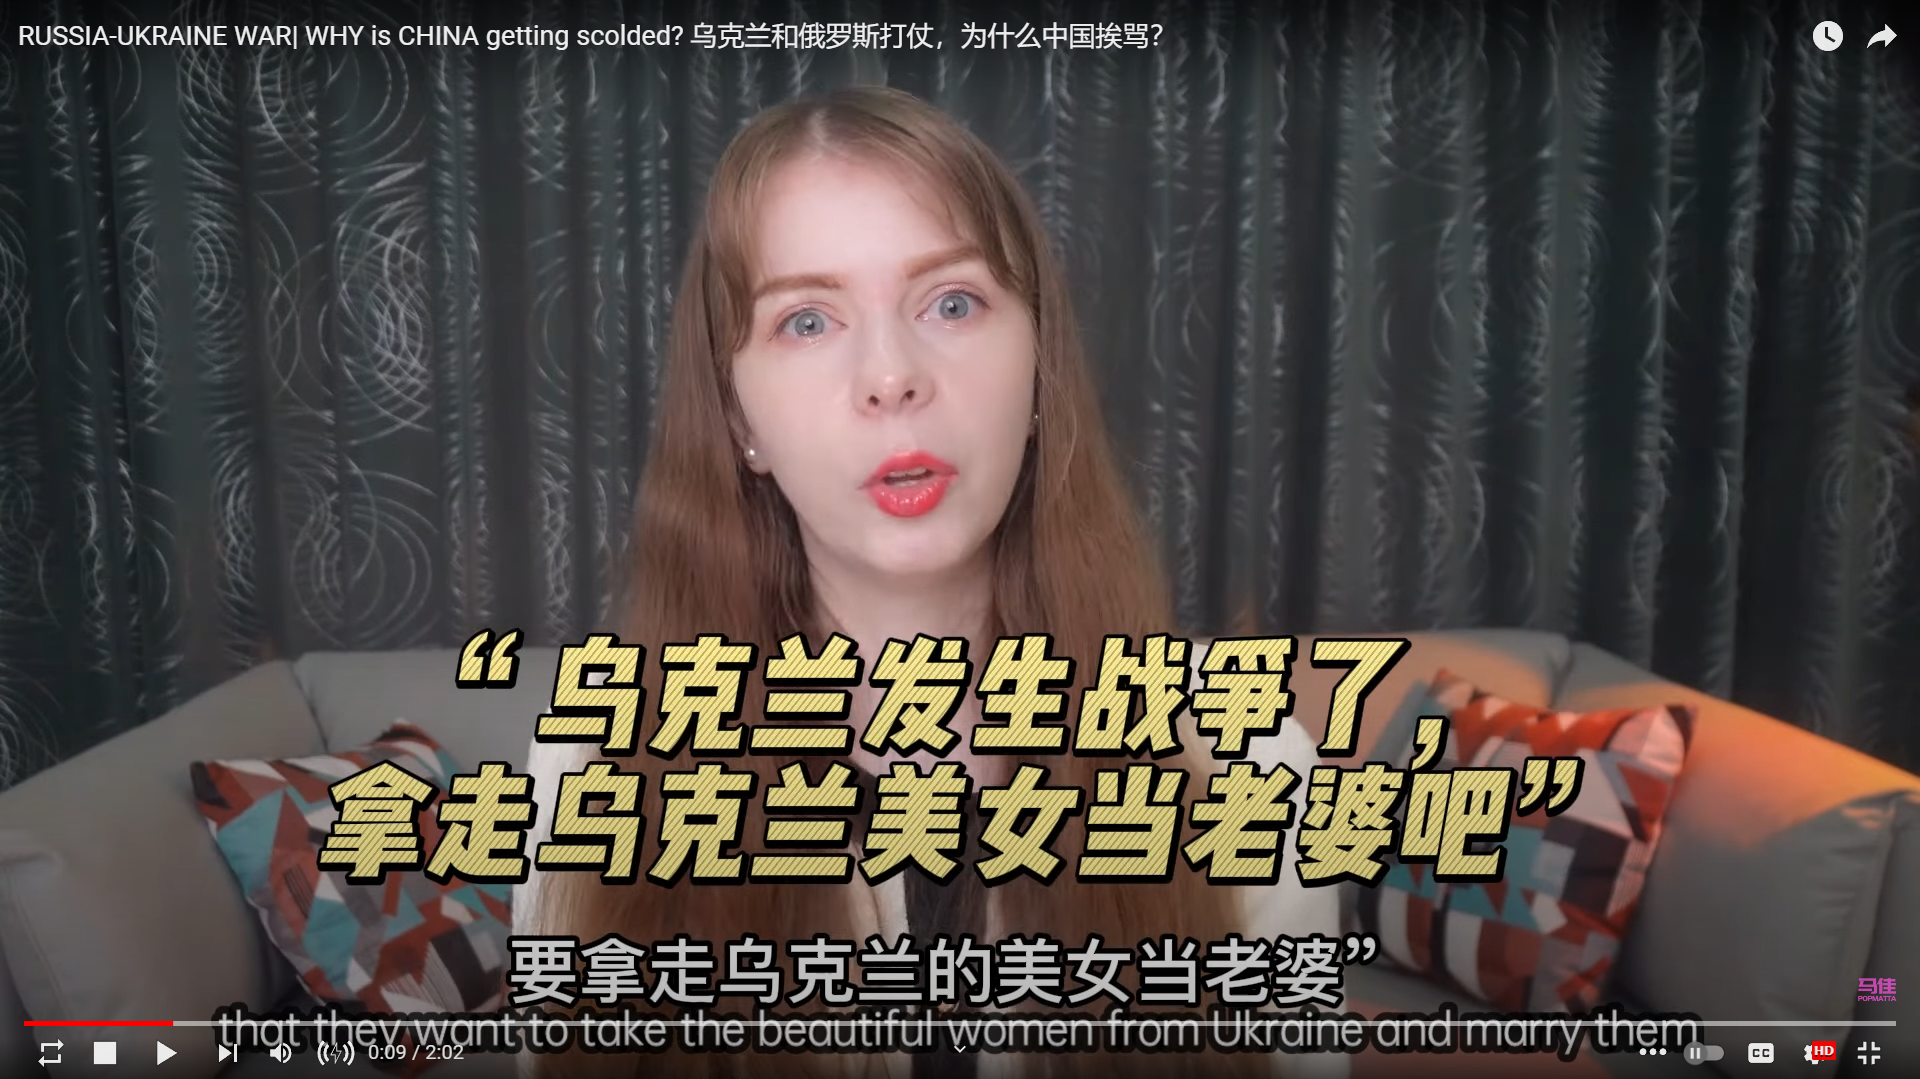 RUSSIA-UKRAINE WAR| WHY is CHINA getting scolded? 乌克兰和俄罗斯打仗，为什么中国挨骂？
“乌克兰发生战争了，
拿走乌克兰美女当老婆吧”
要拿走乌克兰的美女当老婆”
马佳
POPMATTA
that they want to take the beautiful women from Ukraine and marry them
0:09 / 2:02
CC
HD